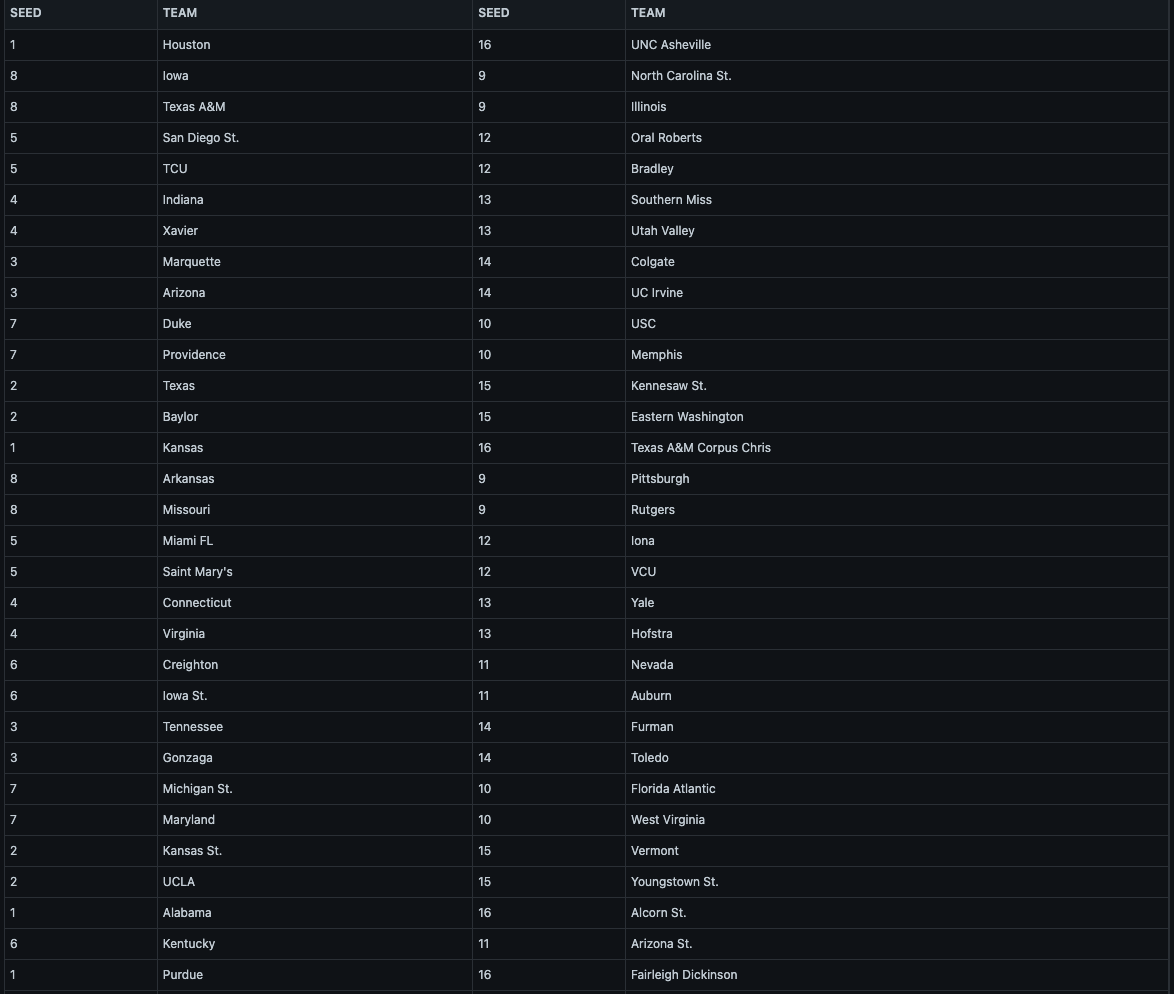 SEED TEAM SEED TEAM
1 Houston 16 UNC Asheville
8 Iowa 9 North Carolina St.
8 Texas A&M 9 Illinois
5 San Diego St. 12 Oral Roberts
5 TCU 12 Bradley
4 Indiana 13 Southern Miss
4 Xavier 13 Utah Valley
3 Marquette 14 Colgate
3 Arizona 14 UC Irvine
7 Duke 10 USC
7 Providence 10 Memphis
2 Texas 15 Kennesaw St.
2 Baylor 15 Eastern Washington
1 Kansas 16 Texas A&M Corpus Chris
8 Arkansas 9 Pittsburgh
8 Missouri 9 Rutgers
5 Miami FL 12 Iona
5 Saint Mary's 12 VCU
4 Connecticut 13 Yale
4 Virginia 13 Hofstra
6 Creighton 11 Nevada
6 Iowa St. 11 Auburn
3 Tennessee 14 Furman
3 Gonzaga 14 Toledo
7 Michigan St. 10 Florida Atlantic
7 Maryland 10 West Virginia
2 Kansas St. 15 Vermont
2 UCLA 15 Youngstown St.
1 Alabama 16 Alcorn St.
6 Kentucky 11 Arizona St.
1 Purdue 16 Fairleigh Dickinson